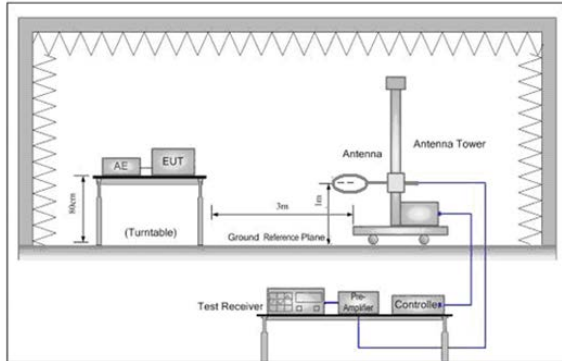 AE
EUT
Antenna
Antenna Tower
80cm
3m
1m
(Turntable)
Ground Reference Plane
Test Receiver
Pre-
Amplifier
Controller